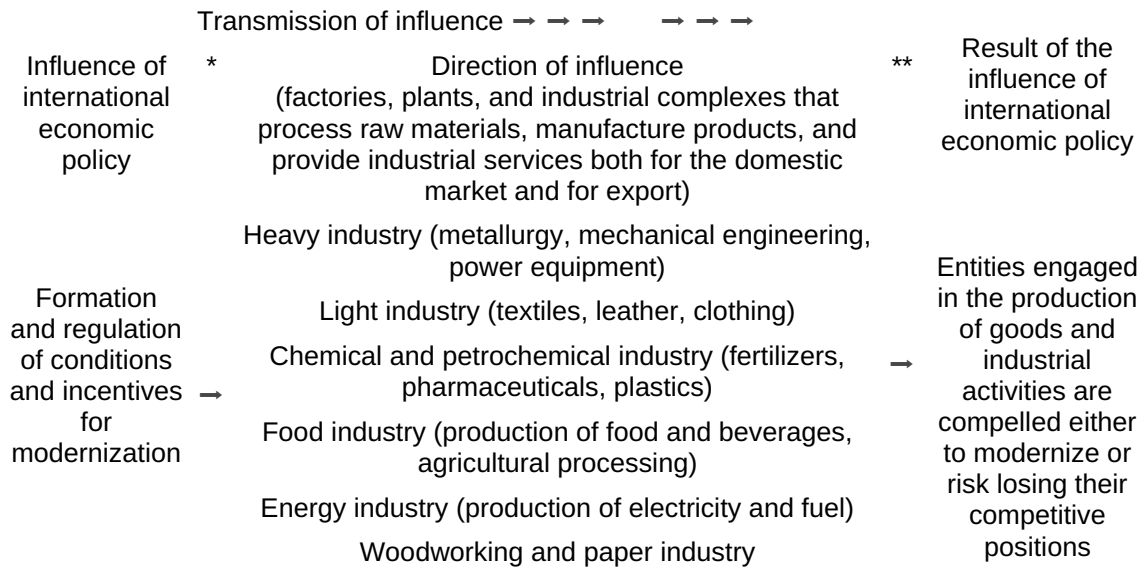 Transmission of influence → → → → → →
Influence of
international
economic
policy
*
Direction of influence
(factories, plants, and industrial complexes that
process raw materials, manufacture products, and
provide industrial services both for the domestic
market and for export)
**
Result of the
influence of
international
economic policy
Formation
and regulation
of conditions
and incentives
for
modernization
→
Heavy industry (metallurgy, mechanical engineering,
power equipment)
Light industry (textiles, leather, clothing)
Chemical and petrochemical industry (fertilizers,
pharmaceuticals, plastics)
Food industry (production of food and beverages,
agricultural processing)
Energy industry (production of electricity and fuel)
Woodworking and paper industry
→
Entities engaged
in the production
of goods and
industrial
activities are
compelled either
to modernize or
risk losing their
competitive
positions